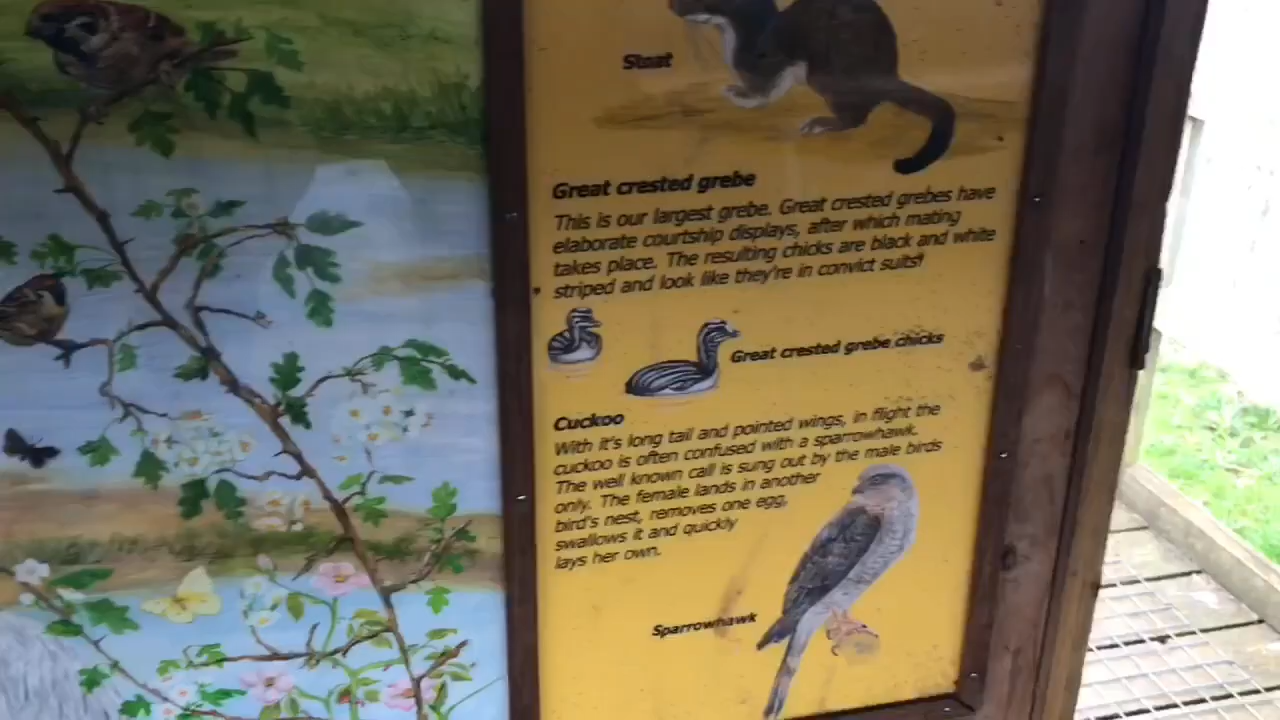 Stoat
Great crested grebe
This is our largest grebe. Great crested grebes have
elaborate courtship displays, after which mating
takes place. The resulting chicks are black and white
striped and look like they're in convict suits!
Great crested grebe chicks
Cuckoo
With it's long tail and pointed wings, in flight the
cuckoo is often confused with a sparrowhawk.
The well known call is sung out by the male birds
only. The female lands in another
bird's nest, removes one egg,
swallows it and quickly
lays her own.
Sparrowhawk